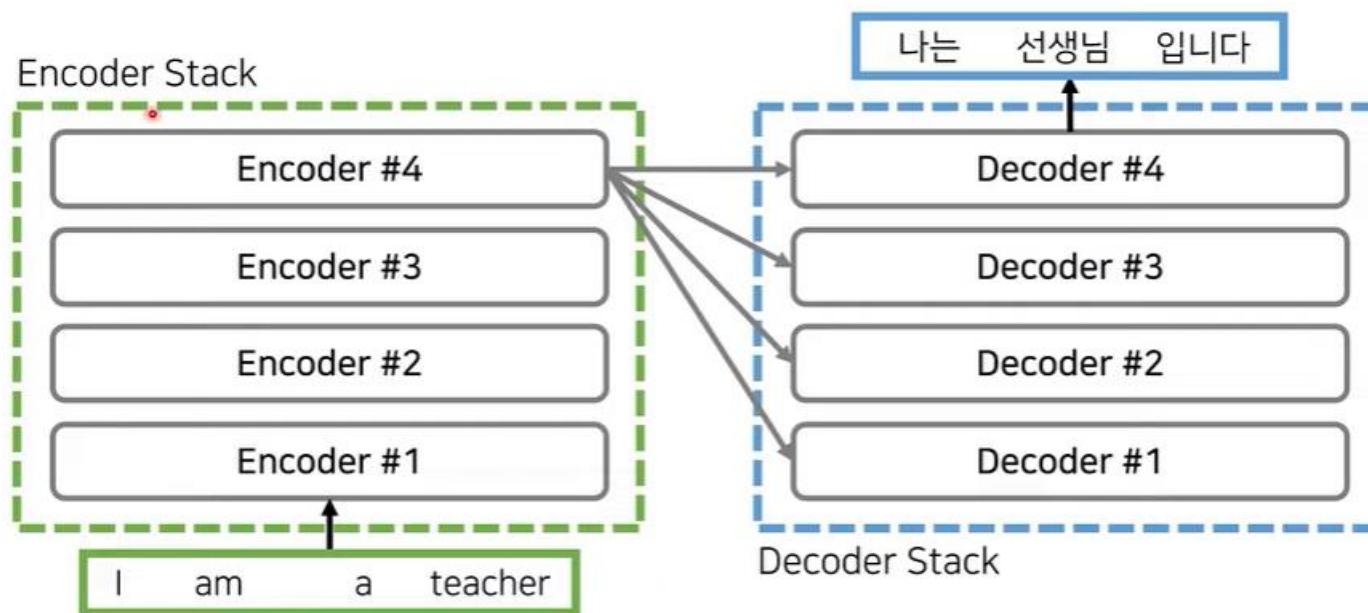 나는 선생님 입니다
Encoder Stack
Encoder #4
Decoder #4
Encoder #3
Decoder #3
Encoder #2
Decoder #2
Encoder #1
Decoder #1
Decoder Stack
I am a teacher